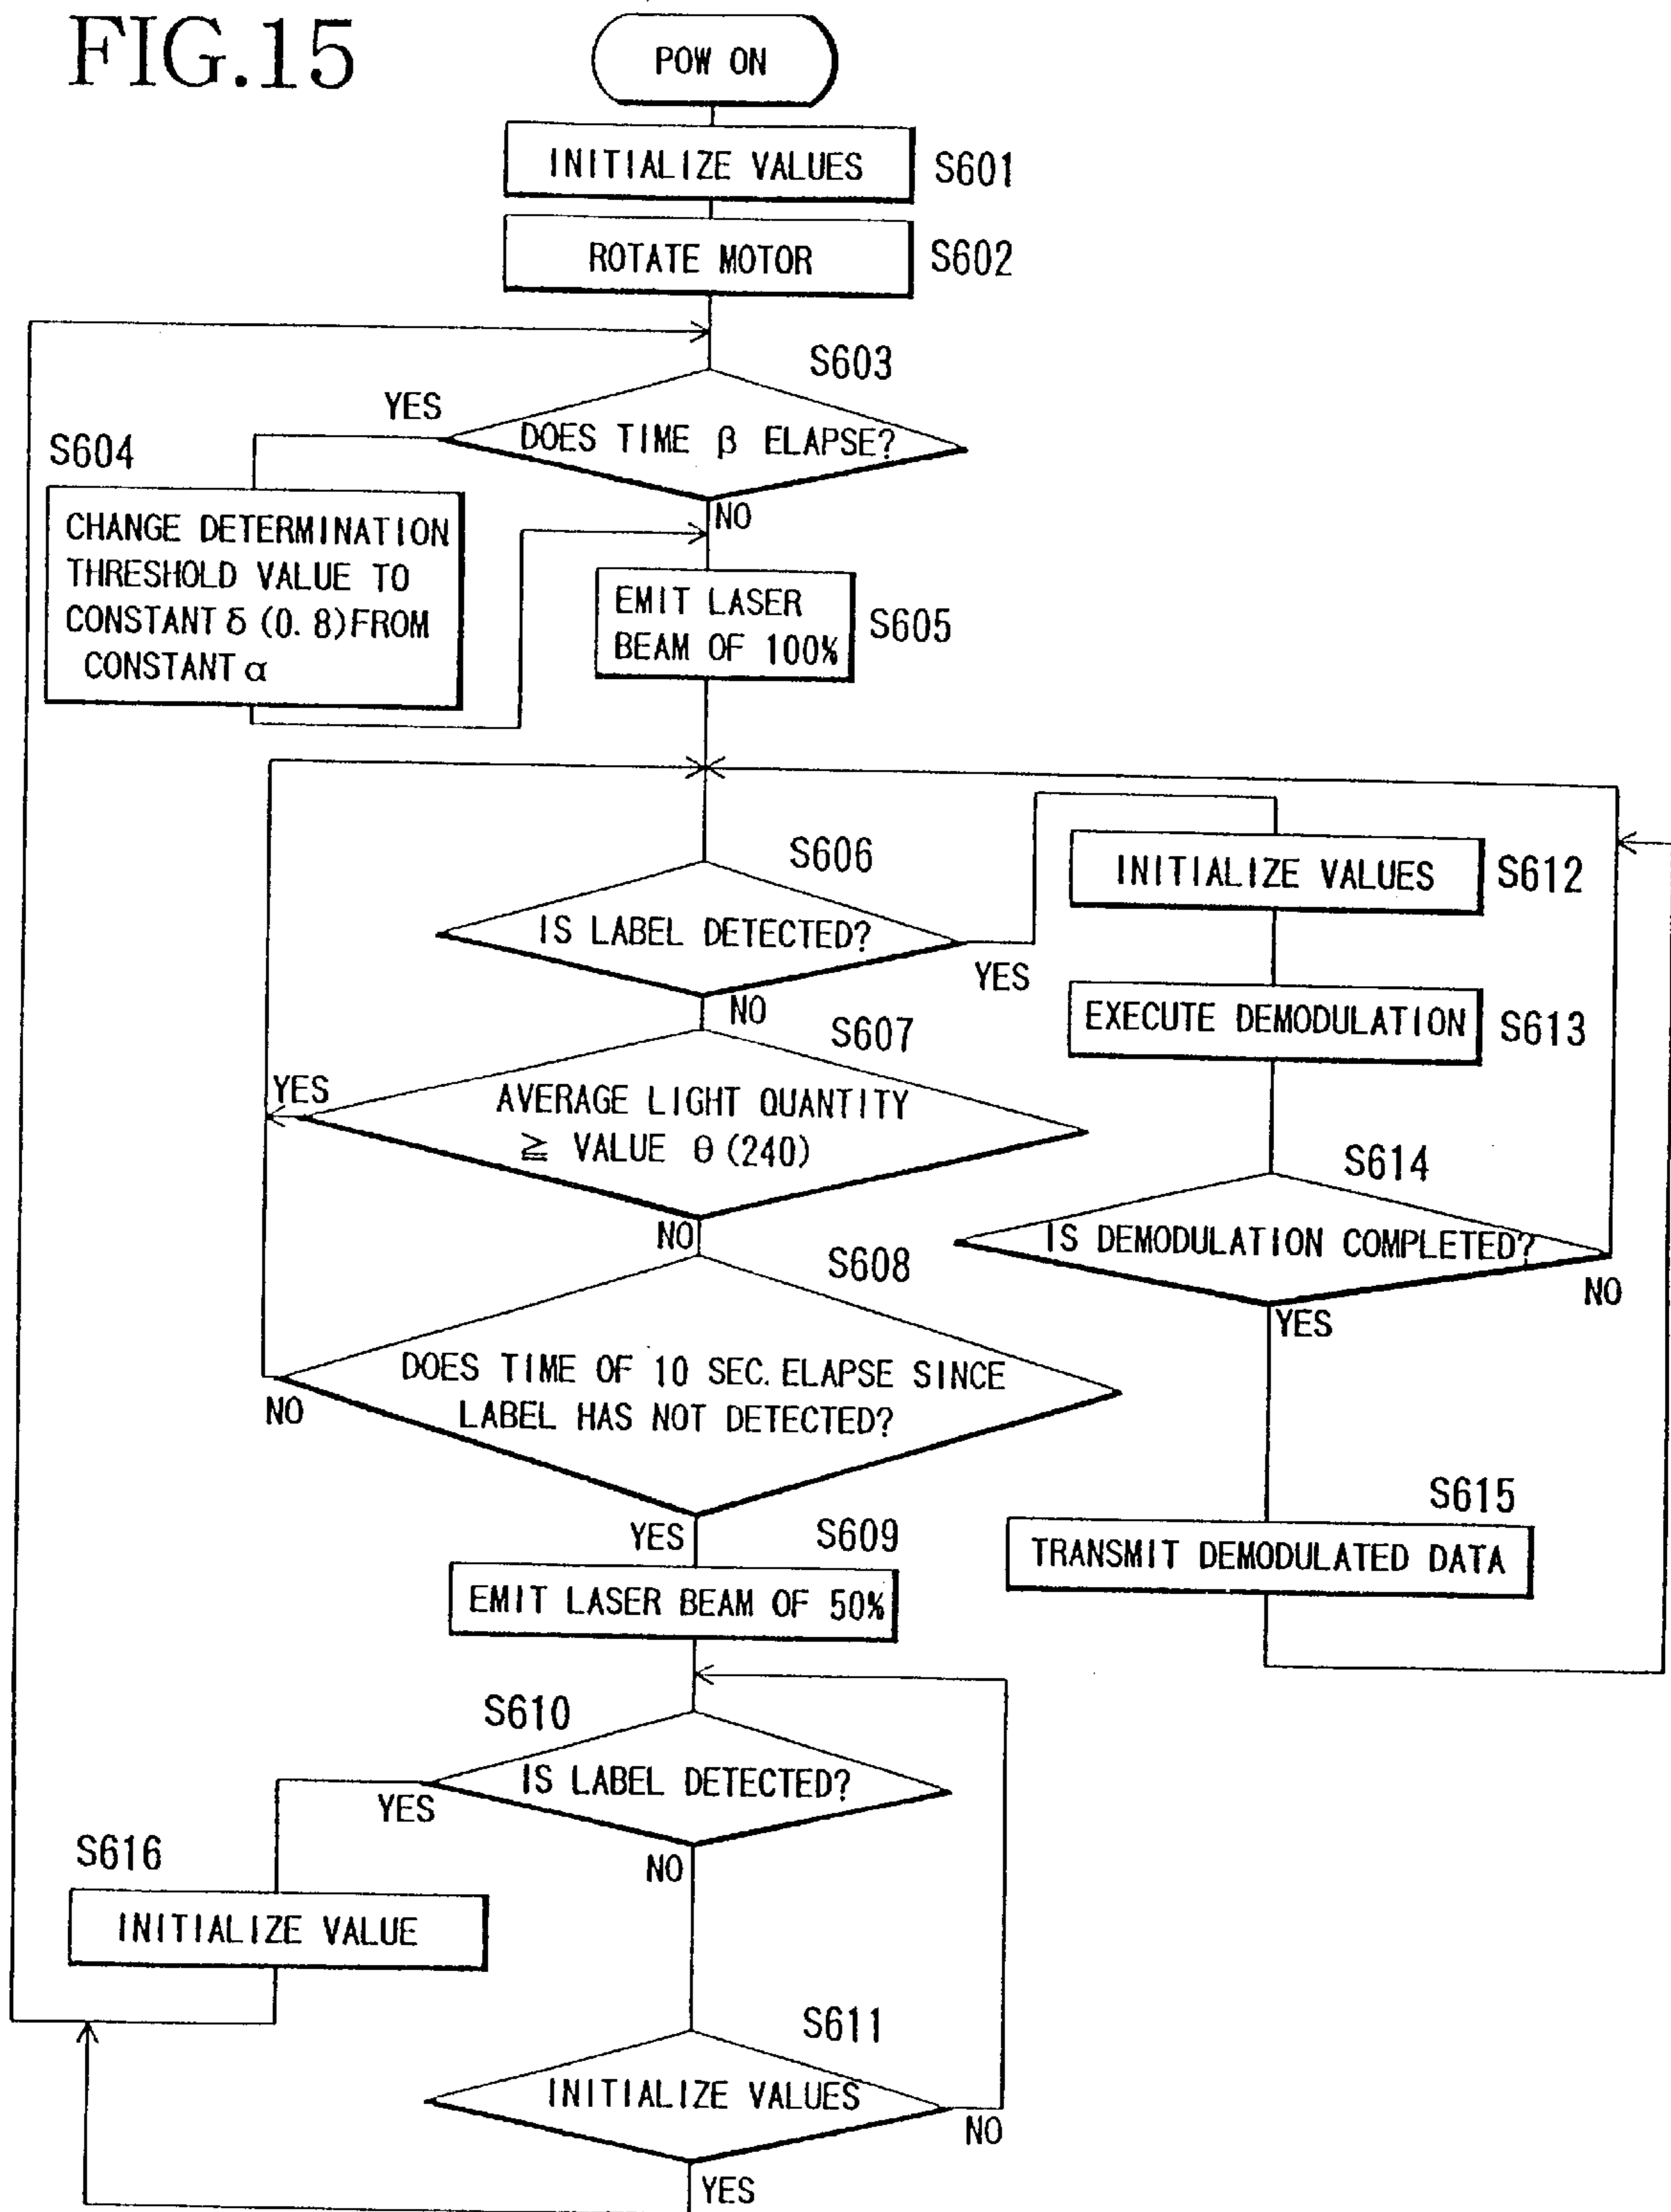 FIG.15
POW ON
INITIALIZE VALUES
S601
ROTATE MOTOR
S602
S603
YES
DOES TIME β ELAPSE?
NO
S604
CHANGE DETERMINATION
THRESHOLD VALUE TO
CONSTANT δ (0.8) FROM
CONSTANT α
EMIT LASER
BEAM OF 100%
S605
S606
IS LABEL DETECTED?
YES
NO
S607
YES
AVERAGE LIGHT QUANTITY
≧ VALUE θ (240)
NO
S608
DOES TIME OF 10 SEC. ELAPSE SINCE
LABEL HAS NOT DETECTED?
NO
YES
S609
EMIT LASER BEAM OF 50%
S610
IS LABEL DETECTED?
YES
NO
S616
INITIALIZE VALUE
S611
INITIALIZE VALUES
NO
YES
INITIALIZE VALUES
S612
EXECUTE DEMODULATION
S613
S614
IS DEMODULATION COMPLETED?
NO
YES
S615
TRANSMIT DEMODULATED DATA